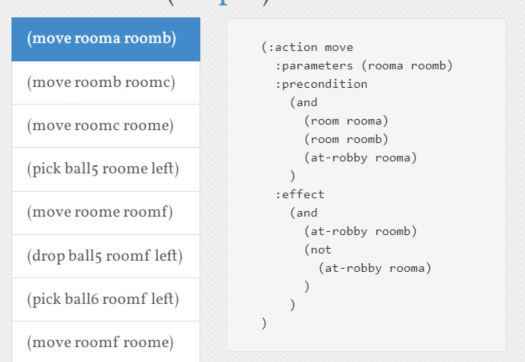 (move rooma roomb)
(move roomb roomc)
(move roomc roome)
(pick ball5 roome left)
(move roome roomf)
(drop ball5 roomf left)
(pick ball6 roomf left)
(move roomf roome)
(:action move
  :parameters (rooma roomb)
  :precondition
    (and
      (room rooma)
      (room roomb)
      (at-robby rooma)
    )
  :effect
    (and
      (at-robby roomb)
      (not
        (at-robby rooma)
      )
    )
)